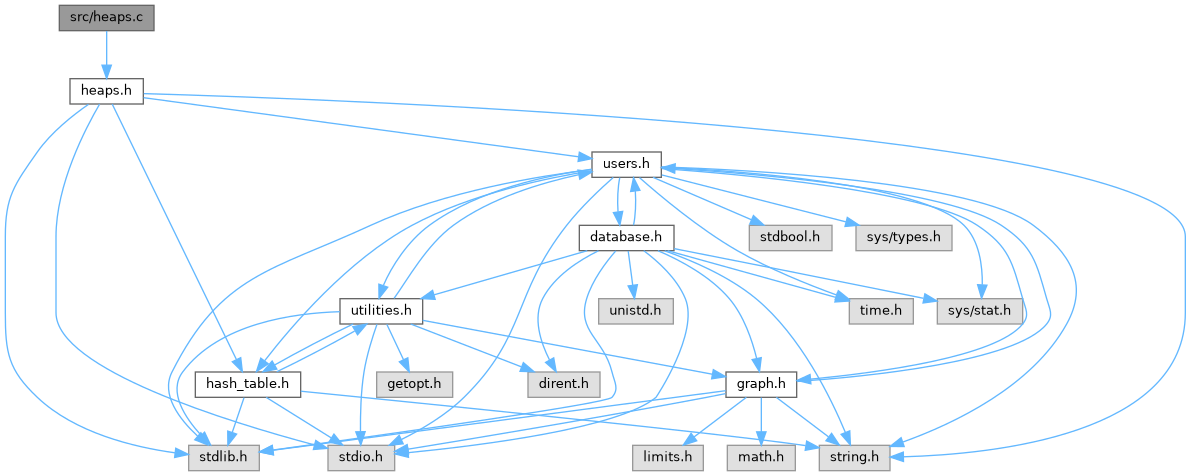 src/heaps.c
heaps.h
users.h
database.h
stdbool.h
sys/types.h
utilities.h
unistd.h
time.h
sys/stat.h
hash_table.h
getopt.h
dirent.h
graph.h
stdlib.h
stdio.h
limits.h
math.h
string.h